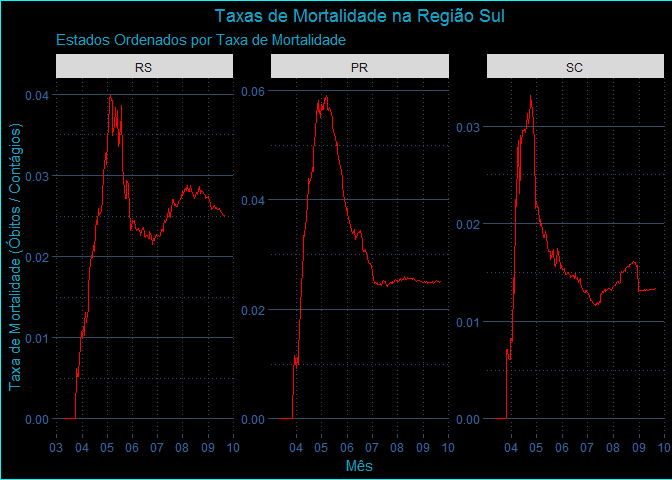 Taxas de Mortalidade na Região Sul
Estados Ordenados por Taxa de Mortalidade
RS
PR
SC
Taxa de Mortalidade (Óbitos / Contágios)
0.04
0.03
0.02
0.01
0.00
03 04 05 06 07 08 09 10
0.06
0.04
0.02
0.00
04 05 06 07 08 09 10
0.03
0.02
0.01
0.00
04 05 06 07 08 09 10
Mês